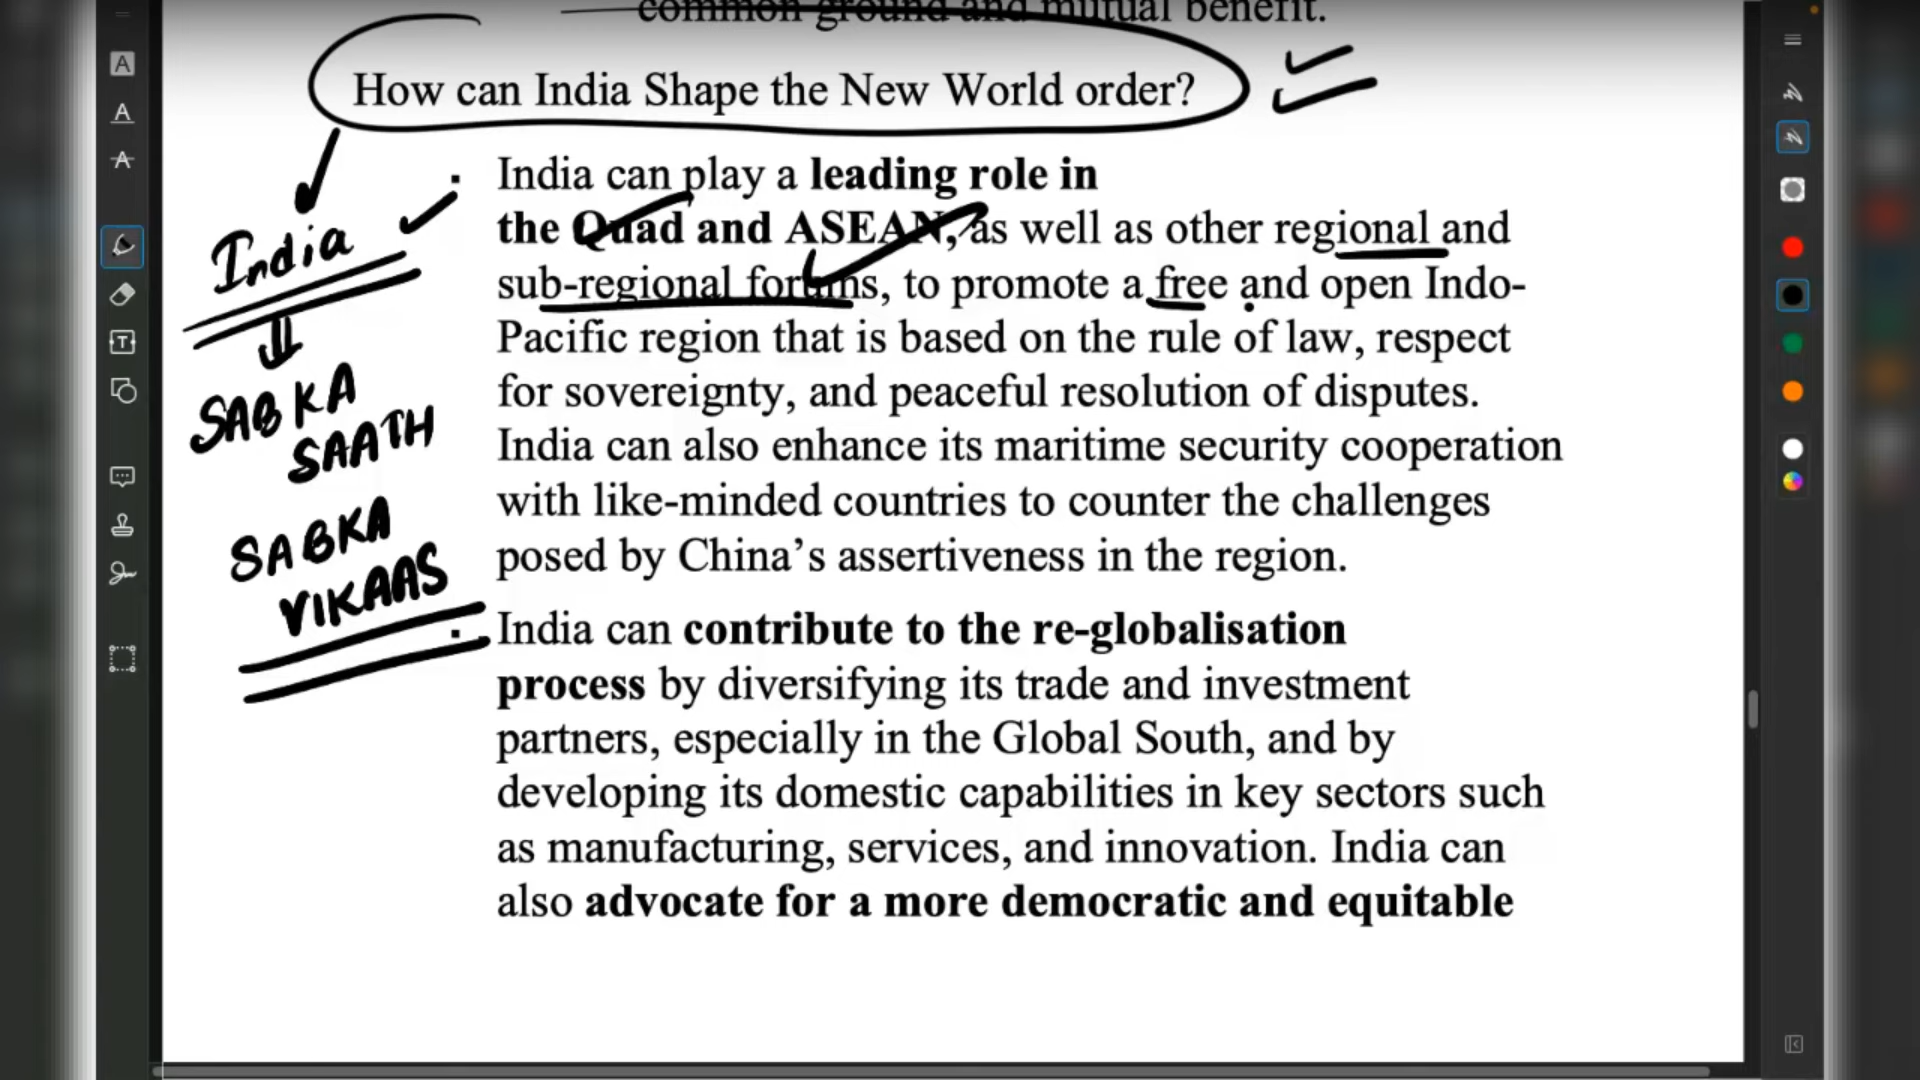 common ground and mutual benefit.
How can India Shape the New World order?
India can play a leading role in
the Quad and ASEAN, as well as other regional and
sub-regional forums, to promote a free and open Indo-
Pacific region that is based on the rule of law, respect
for sovereignty, and peaceful resolution of disputes.
India can also enhance its maritime security cooperation
with like-minded countries to counter the challenges
posed by China's assertiveness in the region.
India can contribute to the re-globalisation
process by diversifying its trade and investment
partners, especially in the Global South, and by
developing its domestic capabilities in key sectors such
as manufacturing, services, and innovation. India can
also advocate for a more democratic and equitable
India
SABKA
SAATH
SABKA
VIKAAS